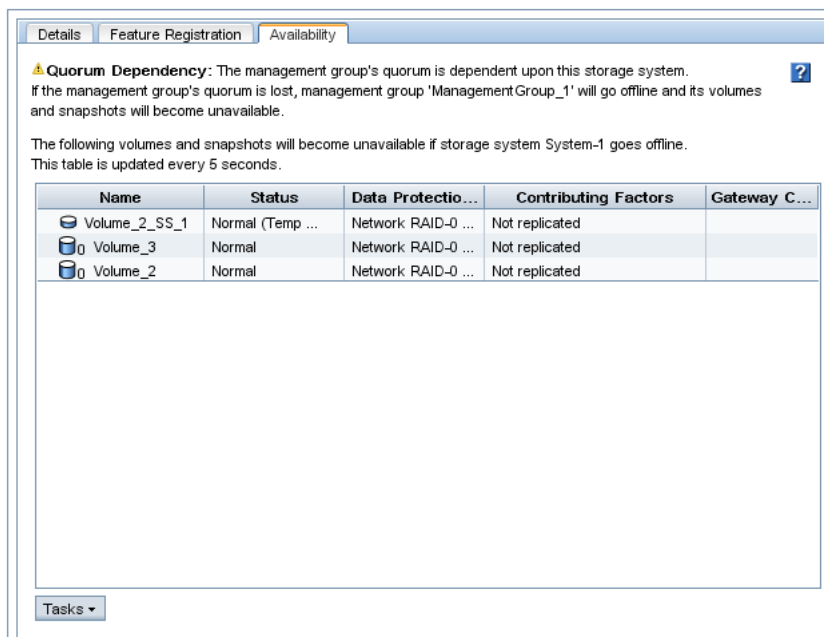 Details Feature Registration Availability
Quorum Dependency: The management group's quorum is dependent upon this storage system.
If the management group's quorum is lost, management group 'ManagementGroup_1' will go offline and its volumes
and snapshots will become unavailable.
The following volumes and snapshots will become unavailable if storage system System-1 goes offline.
This table is updated every 5 seconds.
Name Status Data Protectio... Contributing Factors Gateway C...
Volume_2_SS_1 Normal (Temp ... Network RAID-0 ... Not replicated
Volume_3 Normal Network RAID-0 ... Not replicated
Volume_2 Normal Network RAID-0 ... Not replicated
Tasks